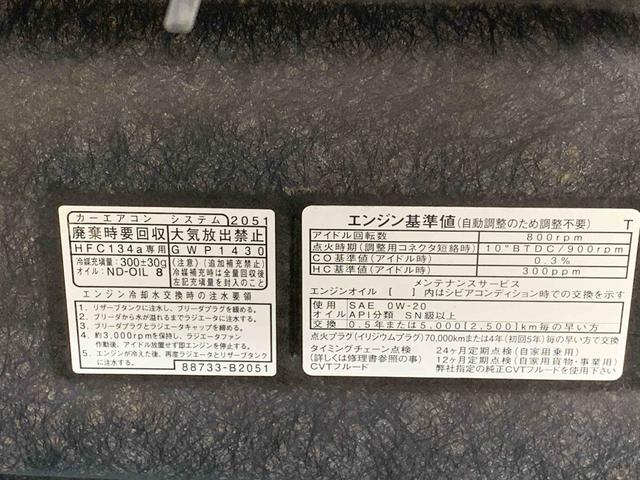 カーエアコン システム 2051
廃棄時要回収 大気放出禁止
HFC134a専用 GWP1430
冷媒充填量:300±30g
オイル:ND-OIL 8
(注意) (追加補充禁止)
冷媒補充時は全量回収後
左記充填量を封入のこと
エンジン冷却水交換時の注水要領
1. リザーブタンクに注水し、ブリーダプラグを緩める。
2. ブリーダから水が溢れるまでラジエータに注水する。
3. ブリーダプラグとラジエータキャップを締める。
4. 約3,000rpmを保持し、ラジエータファン
作動後、アイドル放置せず即エンジンを停止する。
5. エンジンが冷えた後、再度ラジエータにリザーブタンク
に注水する。
88733-B2051
エンジン基準値(自動調整のため調整不要) T
アイドル回転数 800rpm
点火時期(調整用コネクタ短絡時) 10°BTDC/900rpm
CO基準値(アイドル時) 0.3%
HC基準値(アイドル時) 300ppm
メンテナンスサービス
エンジンオイル [ ]内はシビアコンディション時での交換を示す
使用 SAE 0W-20
オイル API分類 SN級以上
交換 0.5年または5,000[2,500]km毎の早い方
点火プラグ(イリジウムプラグ) 70,000kmまたは4年(初回5年)毎の早い方で交換
タイミングチェーン点検 24ヶ月定期点検(自家用乗用)
(詳しくは修理書参照の事) 12ヶ月定期点検(自家用貨物・事業用)
CVTフルード 弊社指定の純正CVTフルードを使用下さい